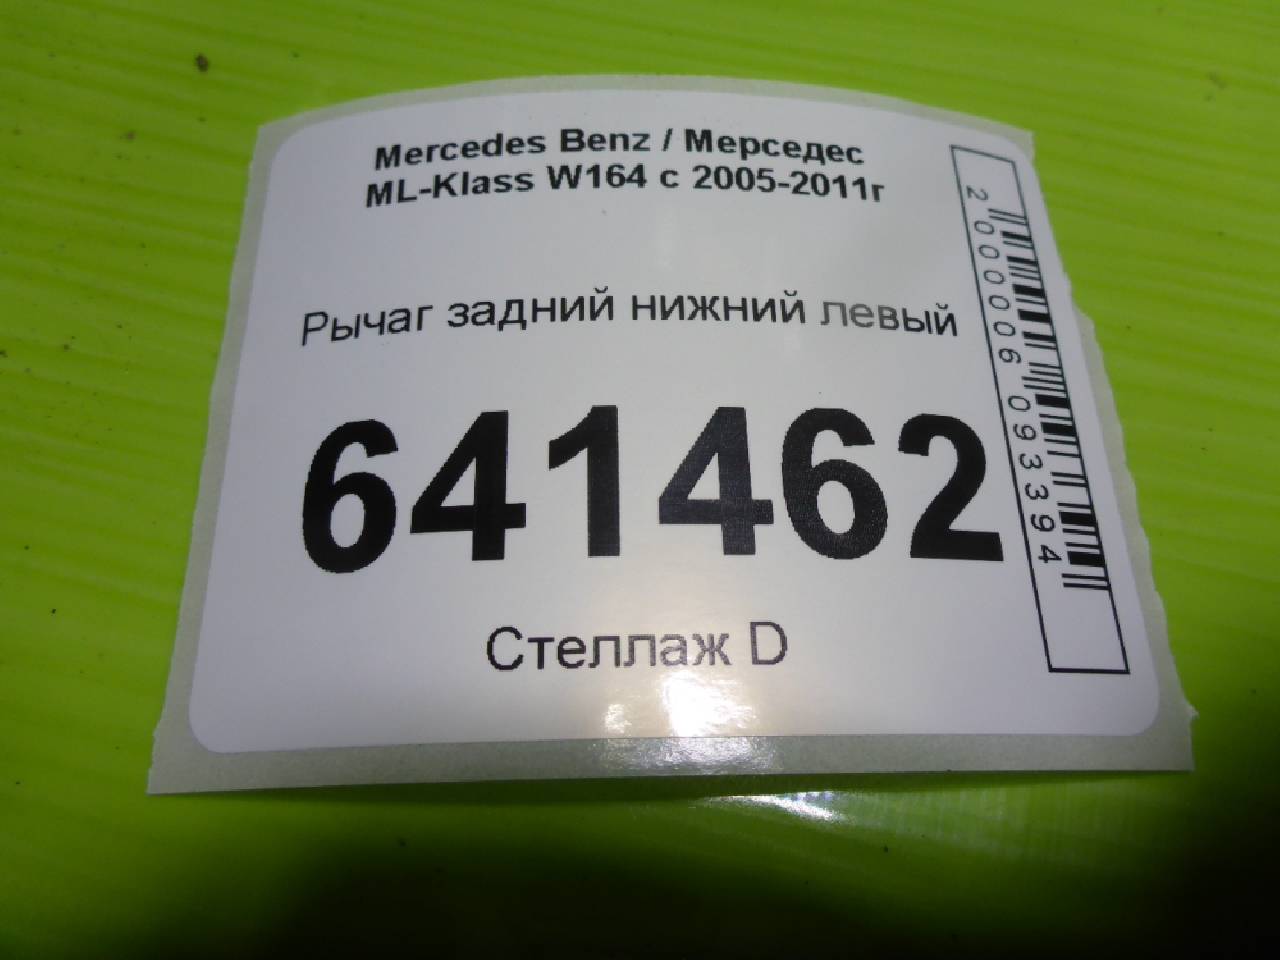 Mercedes Benz / Мерседес
ML-Klass W164 с 2005-2011г
Рычаг задний нижний левый
641462
Стеллаж D
2000006093394